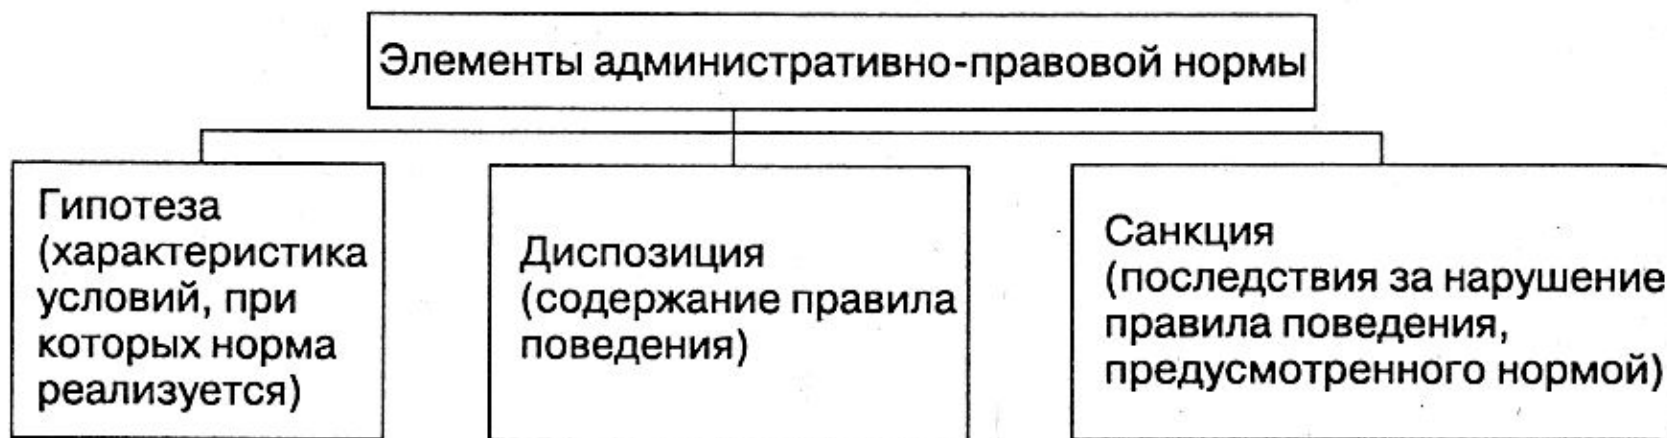 Элементы административно-правовой нормы
Гипотеза
(характеристика
условий, при
которых норма
реализуется)
Диспозиция
(содержание правила
поведения)
Санкция
(последствия за нарушение
правила поведения,
предусмотренного нормой)